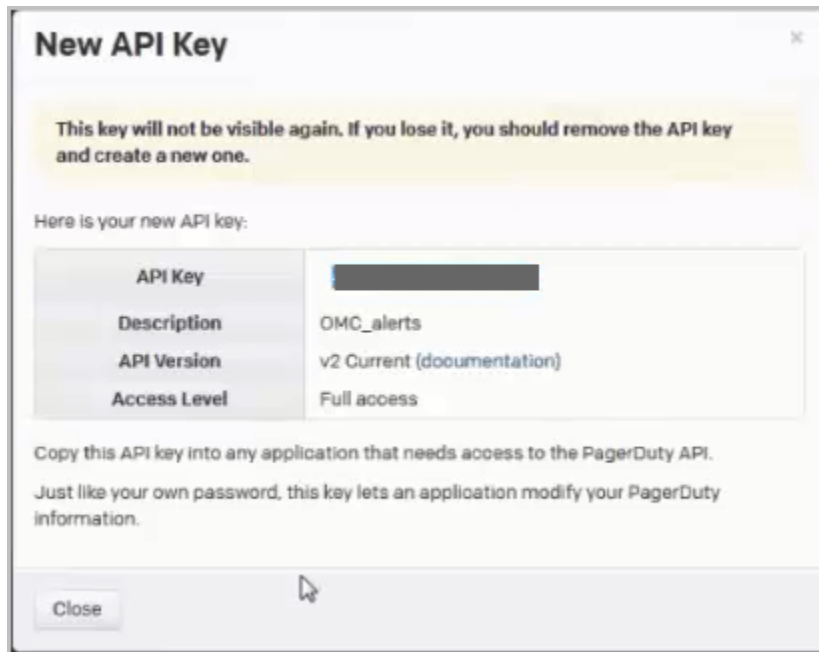 New API Key
×
This key will not be visible again. If you lose it, you should remove the API key
and create a new one.
Here is your new API key:
API Key
Description OMC_alerts
API Version v2 Current (documentation)
Access Level Full access
Copy this API key into any application that needs access to the PagerDuty API.
Just like your own password, this key lets an application modify your PagerDuty
information.
Close